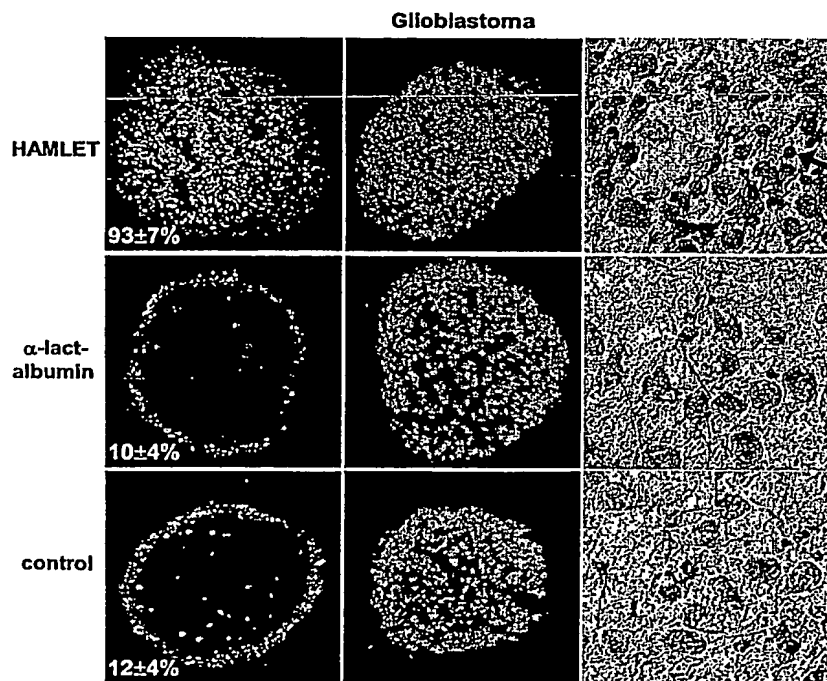 Glioblastoma
HAMLET
93±7%
α-lact-
albumin
10±4%
control
12±4%